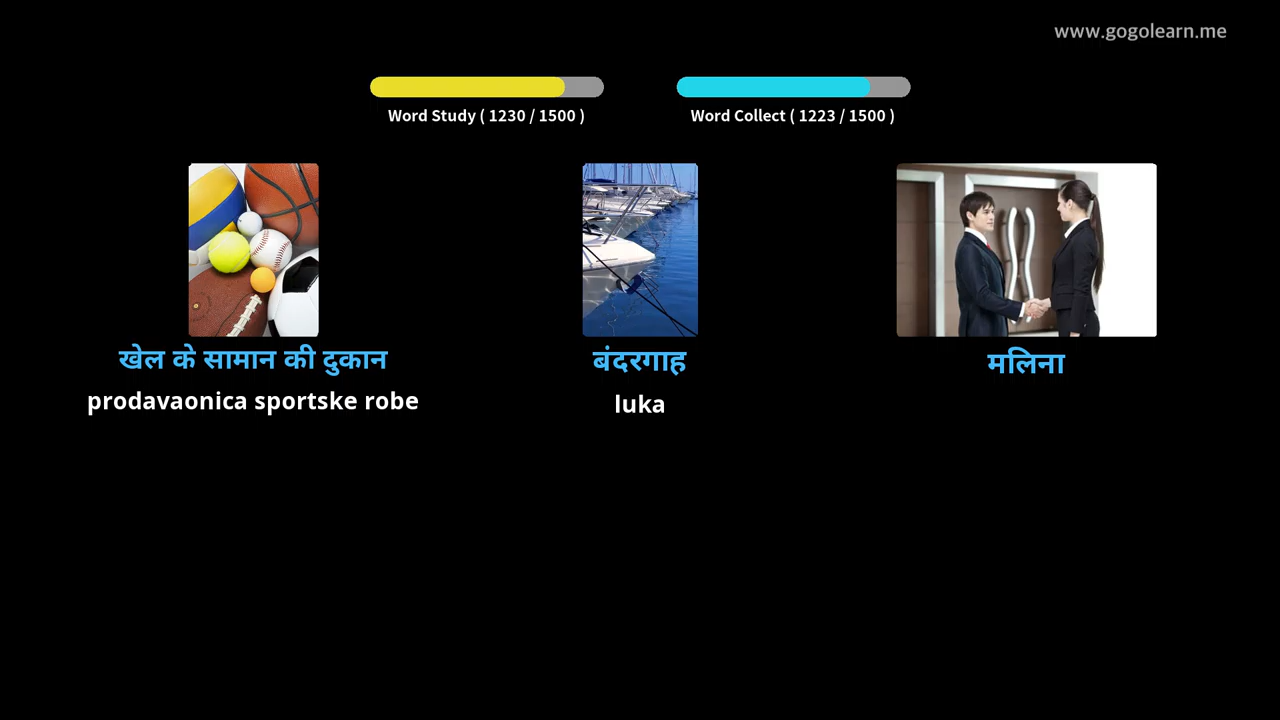 www.gogolearn.me
Word Study ( 1230 / 1500 )
Word Collect ( 1223 / 1500 )
खेल के सामान की दुकान
prodavaonica sportske robe
बंदरगाह
luka
मलिना